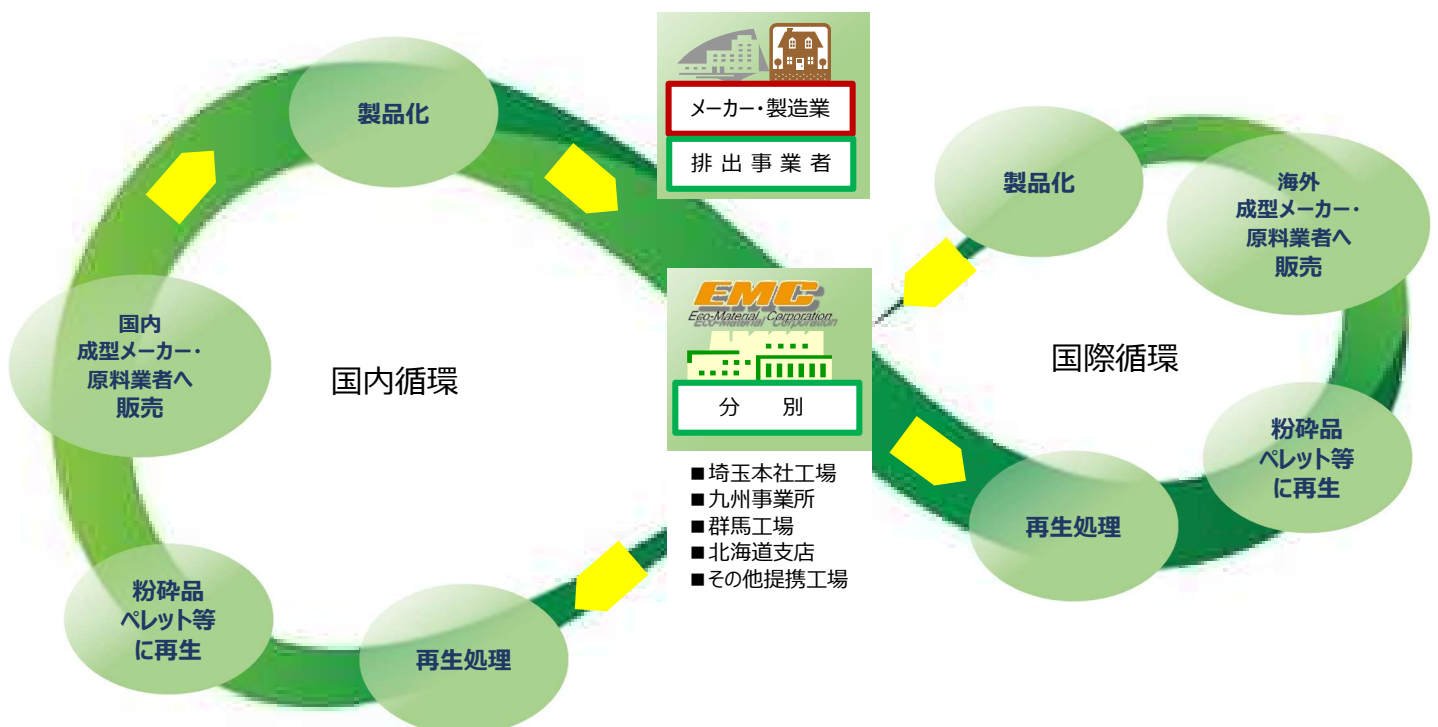 メーカー・製造業
排出事業者
製品化
国内
成型メーカー・
原料業者へ
販売
国内循環
粉砕品
ペレット等
に再生
再生処理
EMC
Eco-Material Corporation
分　別
■埼玉本社工場
■九州事業所
■群馬工場
■北海道支店
■その他提携工場
製品化
海外
成型メーカー・
原料業者へ
販売
国際循環
粉砕品
ペレット等
に再生
再生処理